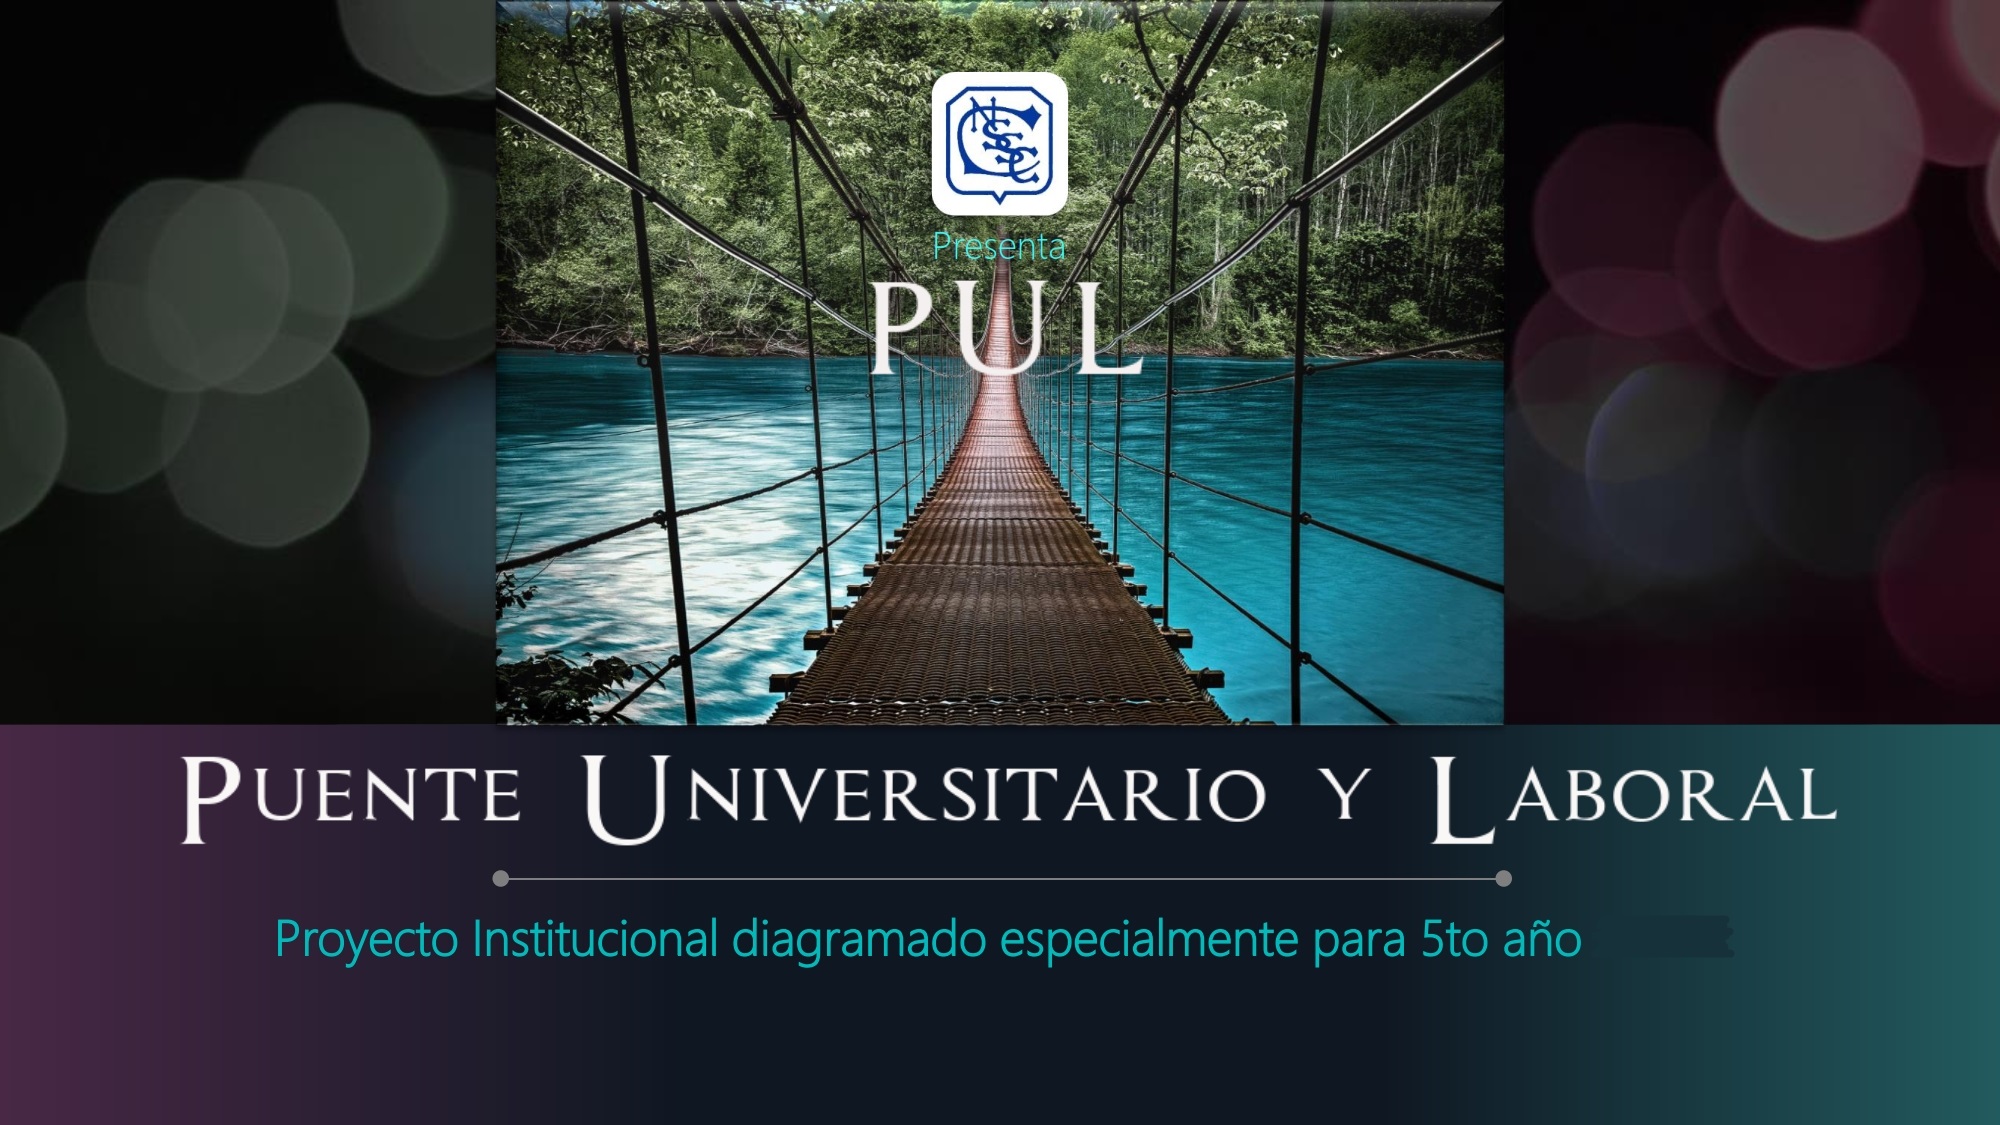 Presenta
PUL
Puente Universitario y Laboral
Proyecto Institucional diagramado especialmente para 5to año